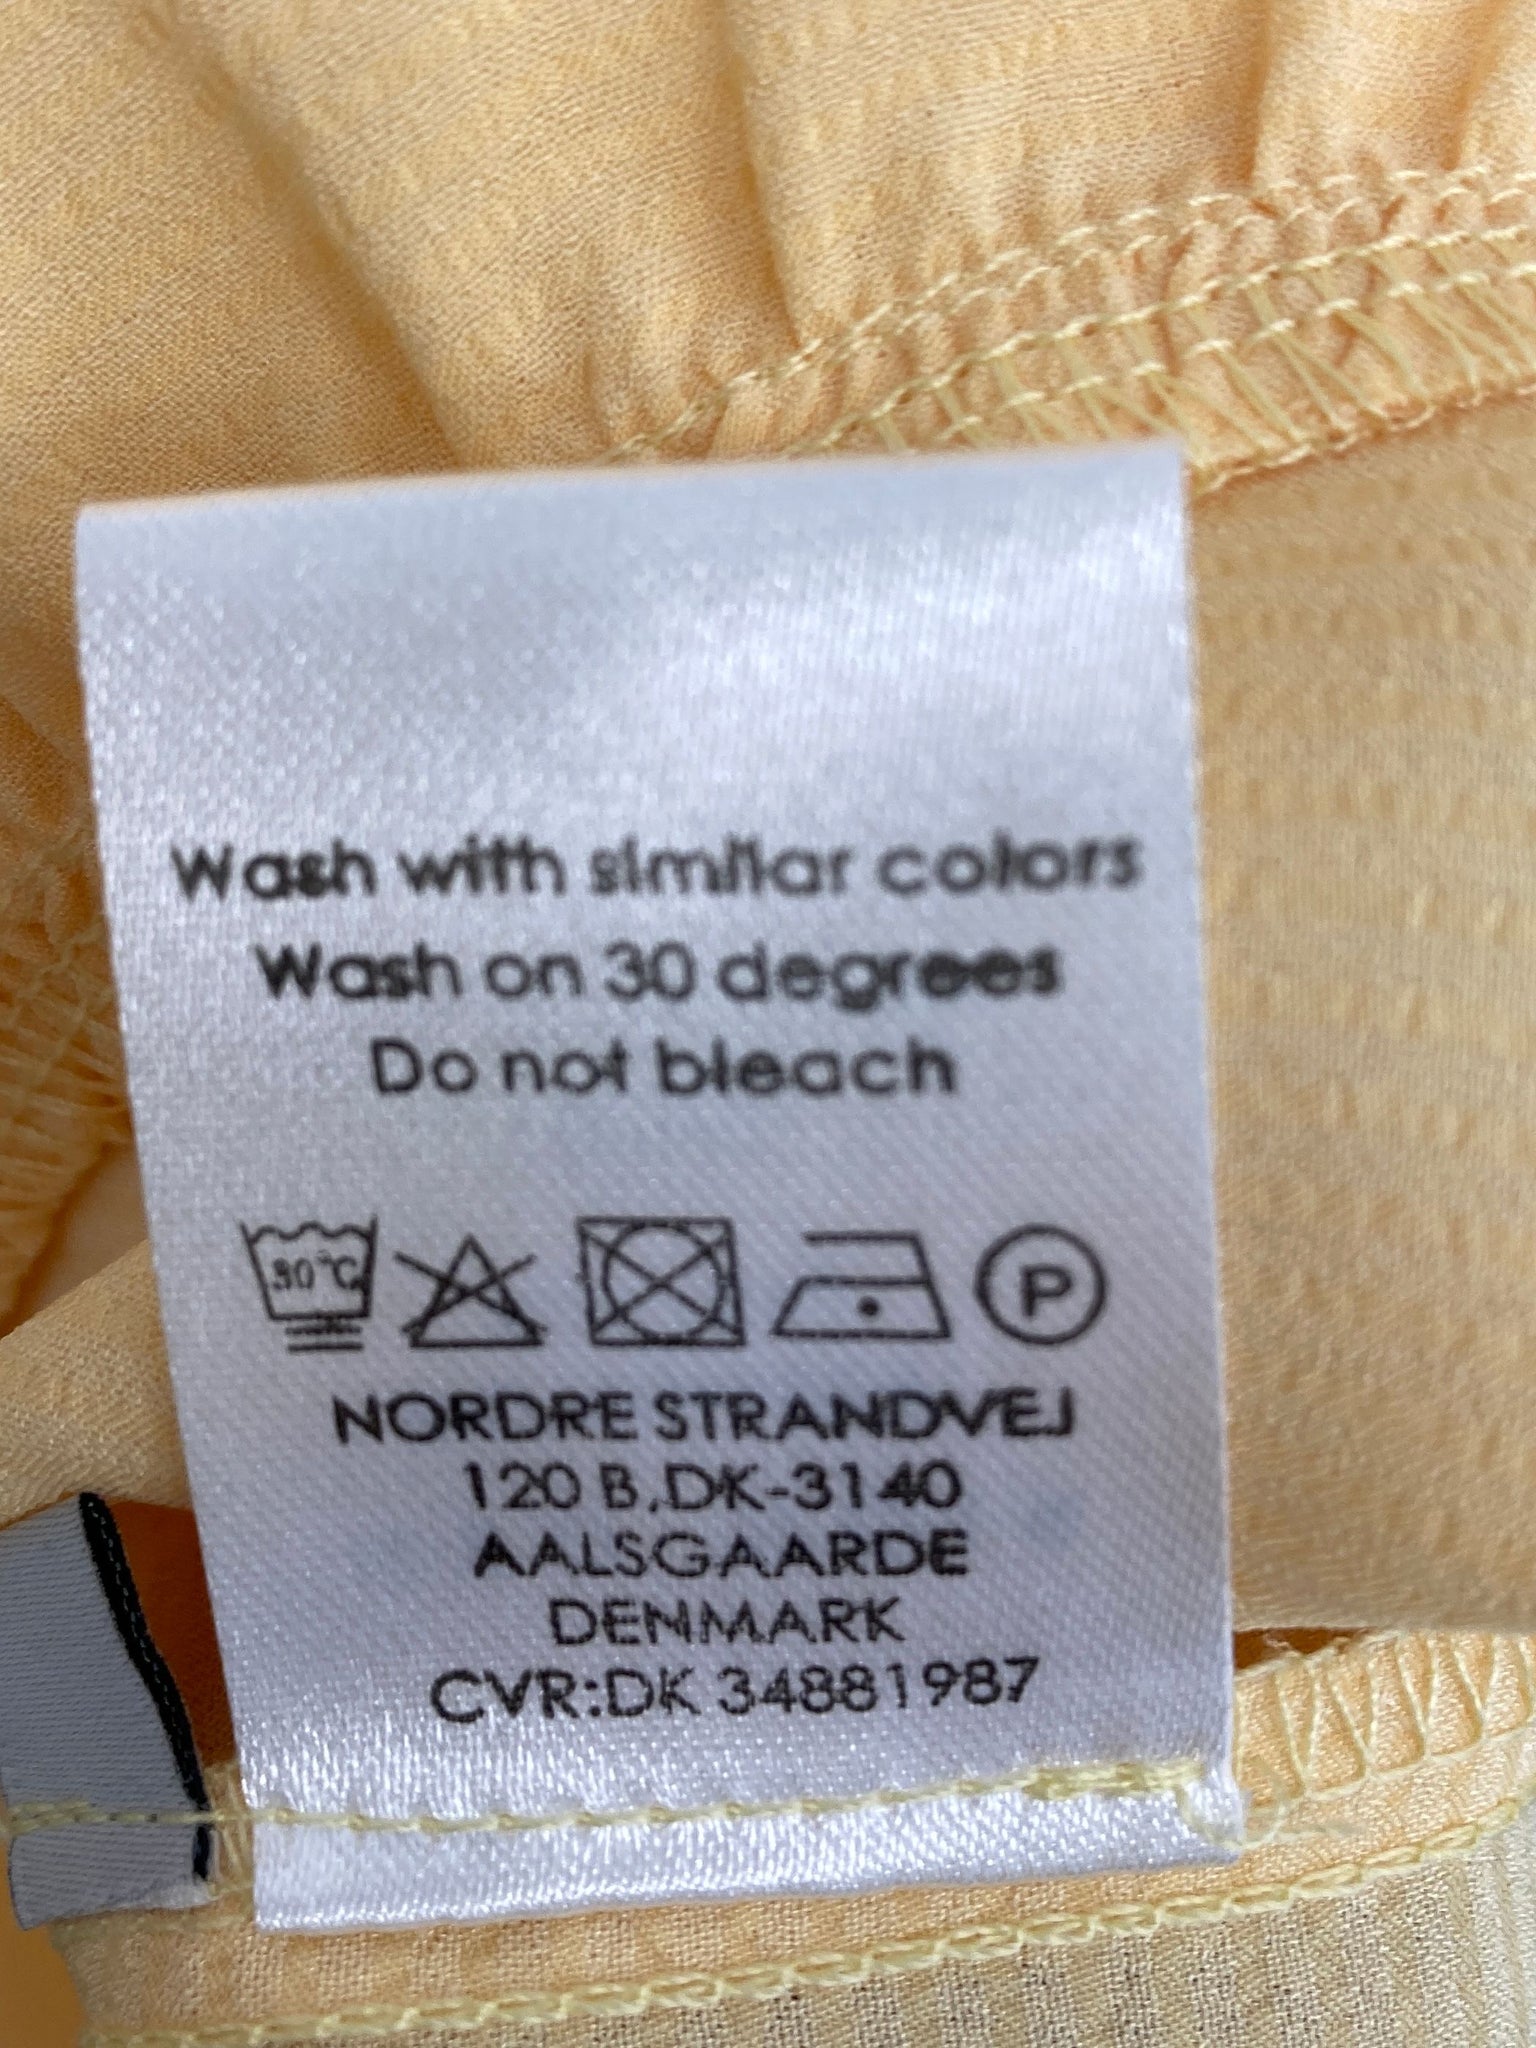 Wash with similar colors
Wash on 30 degrees
Do not bleach
30°C P
NORDRE STRANDVEJ
120 B,DK-3140
AALSGAARDE
DENMARK
CVR:DK 34881987